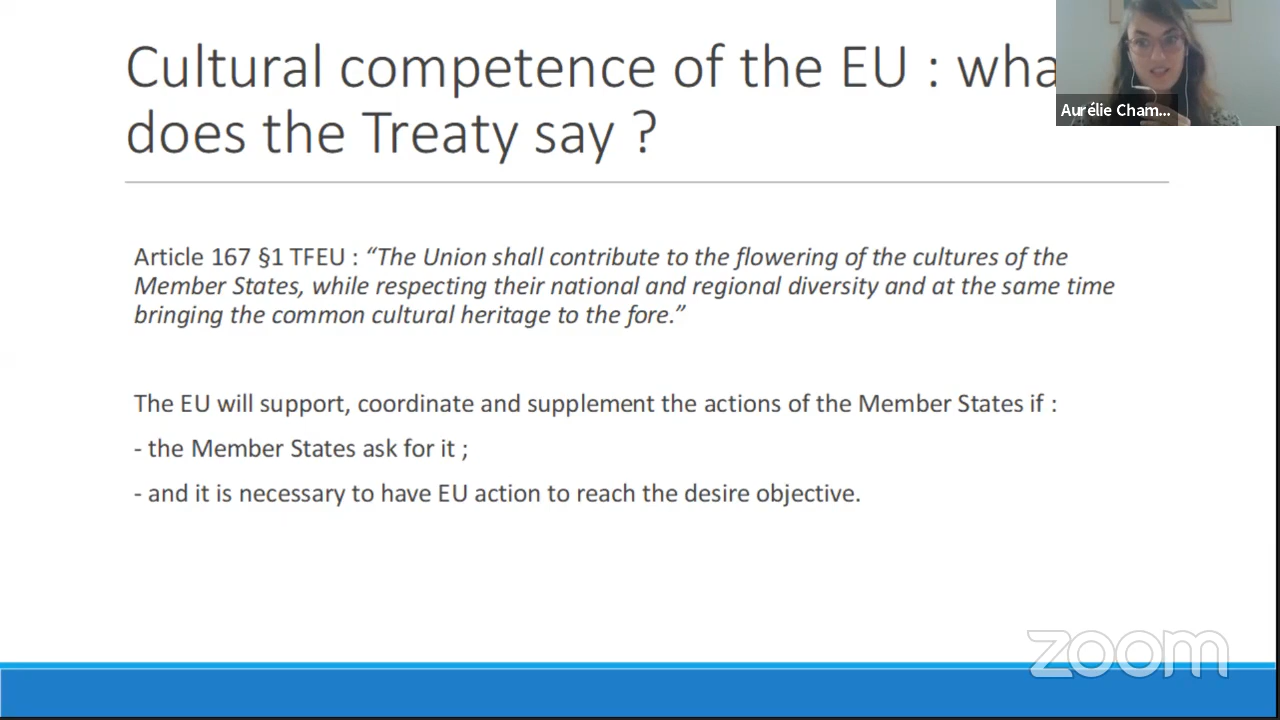 Cultural competence of the EU : wha
does the Treaty say ?
Aurélie Cham...
Article 167 §1 TFEU : “The Union shall contribute to the flowering of the cultures of the
Member States, while respecting their national and regional diversity and at the same time
bringing the common cultural heritage to the fore.”
The EU will support, coordinate and supplement the actions of the Member States if :
- the Member States ask for it ;
- and it is necessary to have EU action to reach the desire objective.
zoom